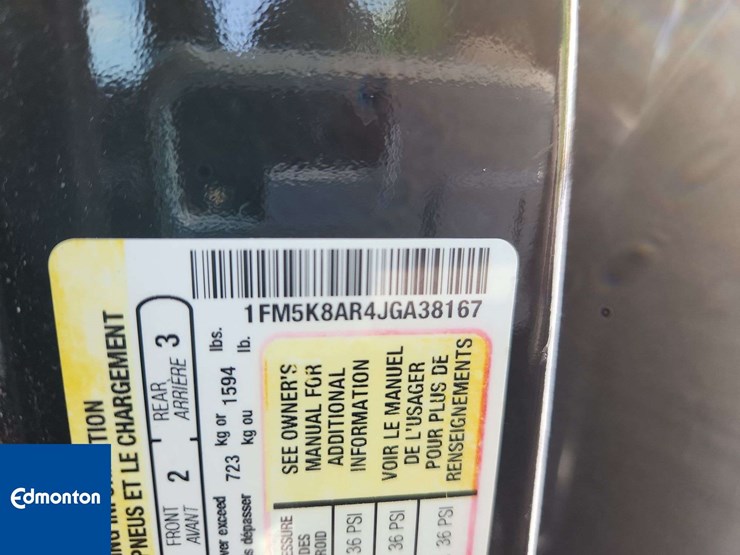 1FM5K8AR4JGA38167
PNEUS ET LE CHARGEMENT
FRONT 2 REAR 3
AVANT ARRIÈRE
exceed 723 kg or 1594 lbs.
dépasser kg ou lb.
SEE OWNER'S
MANUAL FOR
ADDITIONAL
INFORMATION
VOIR LE MANUEL
DE L'USAGER
POUR PLUS DE
RENSEIGNEMENTS
36 PSI
36 PSI
36 PSI
Edmonton